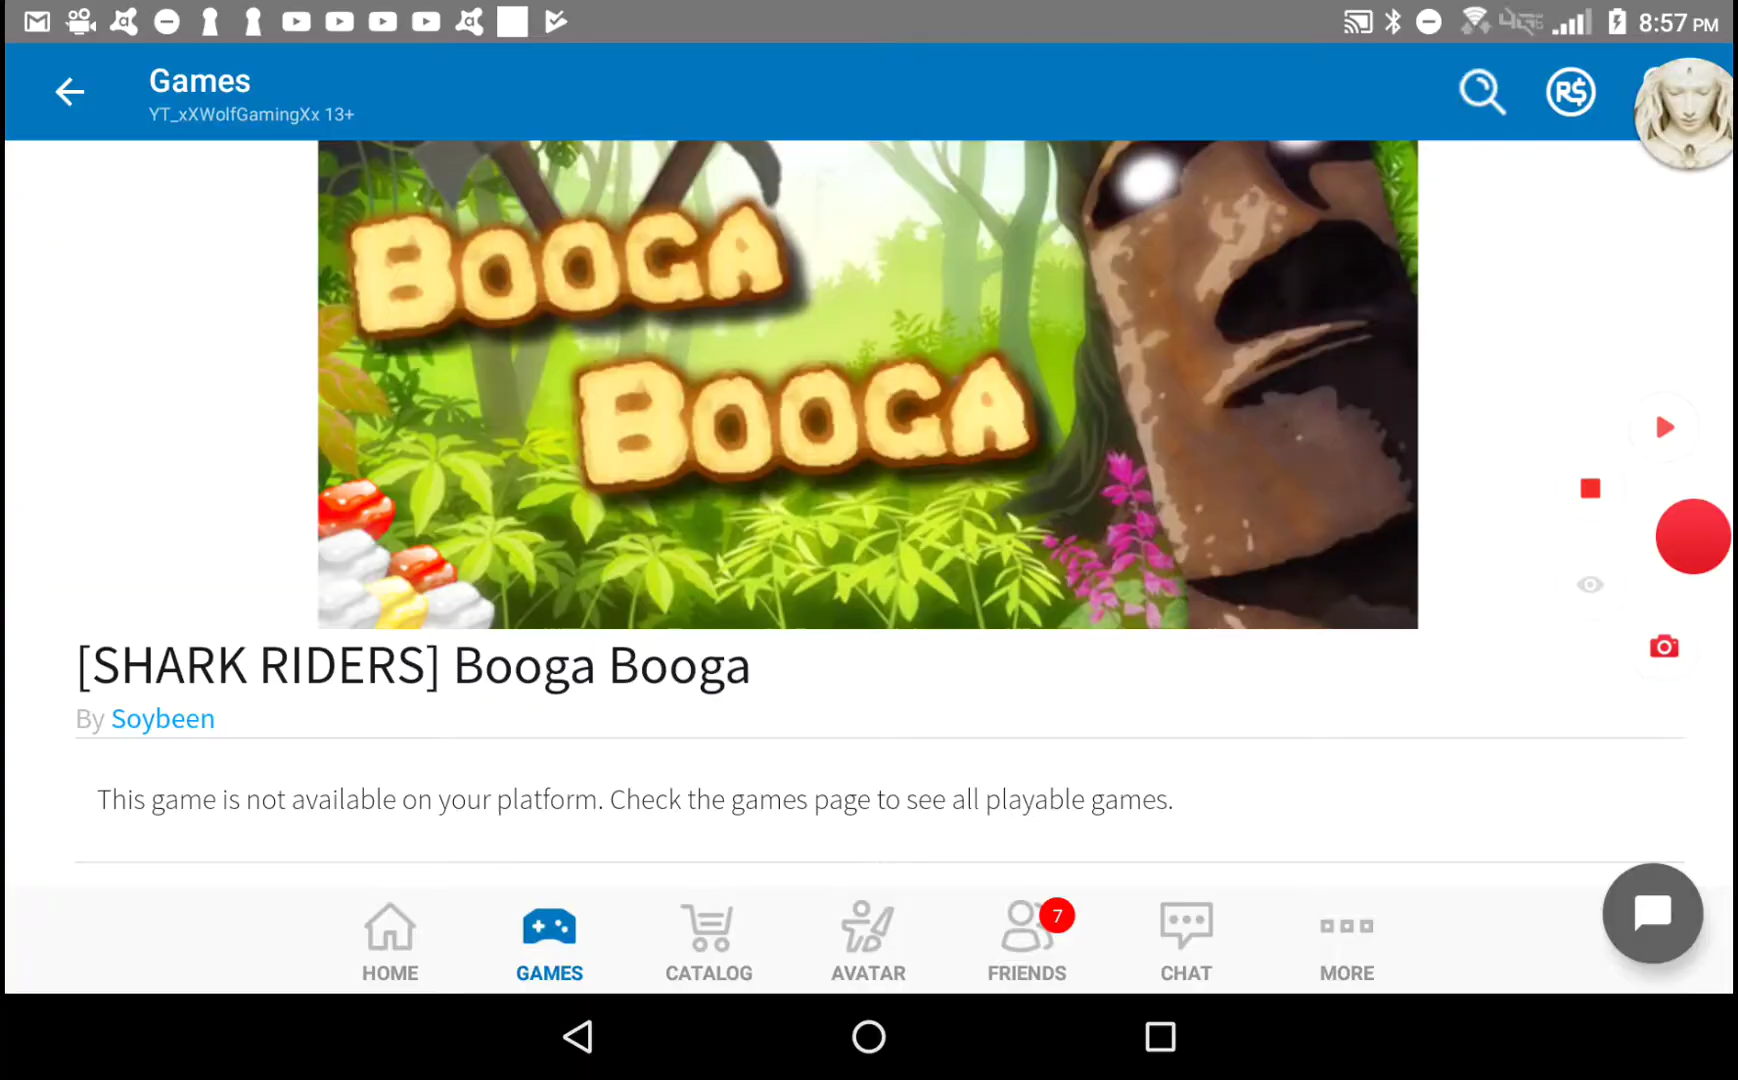 8:57 PM
Games
YT_xXWolfGamingXx 13+
R$
BOOGA
BOOGA
[SHARK RIDERS] Booga Booga
By Soybeen
This game is not available on your platform. Check the games page to see all playable games.
7
HOME GAMES CATALOG AVATAR FRIENDS CHAT MORE